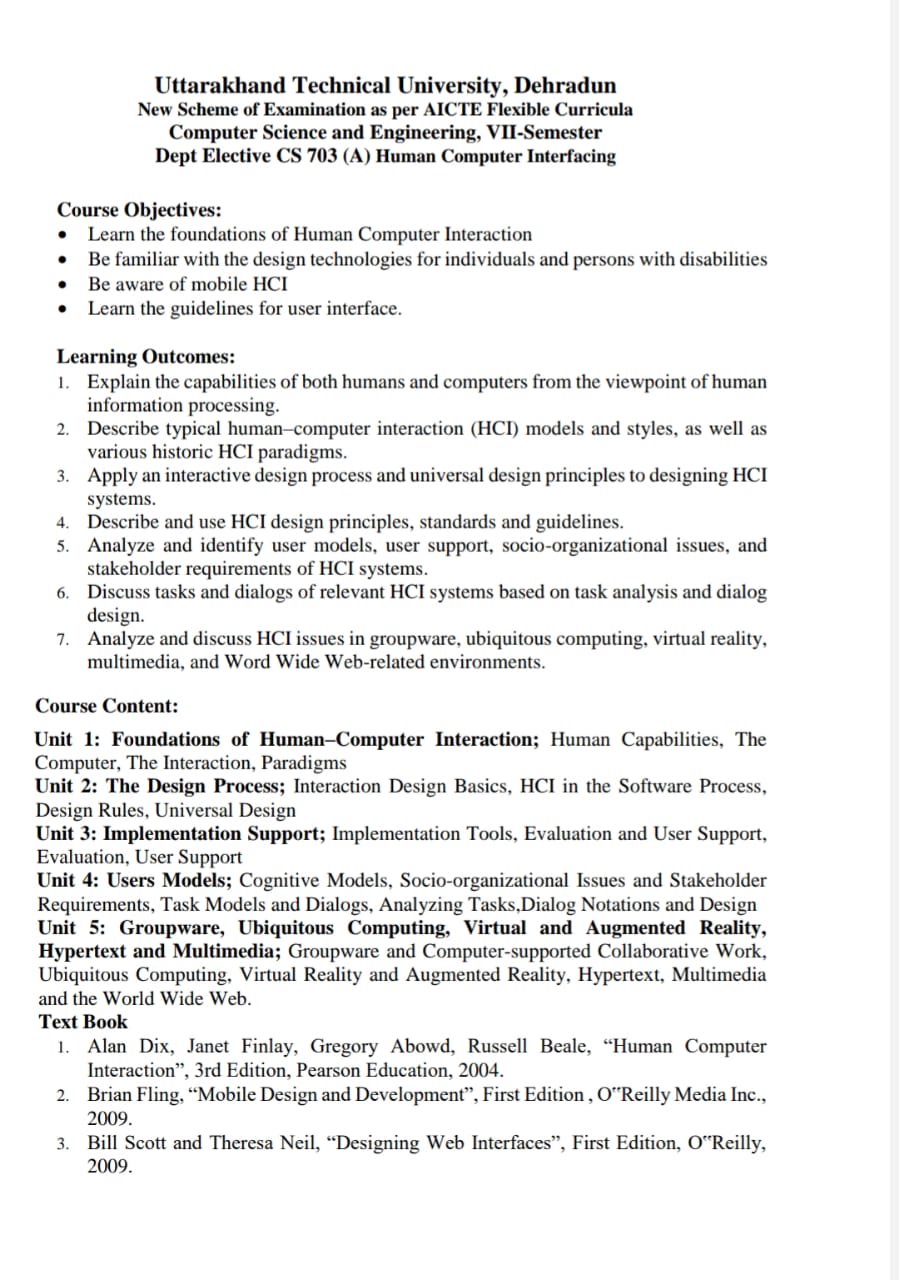 Uttarakhand Technical University, Dehradun
New Scheme of Examination as per AICTE Flexible Curricula
Computer Science and Engineering, VII-Semester
Dept Elective CS 703 (A) Human Computer Interfacing
Course Objectives:
• Learn the foundations of Human Computer Interaction
• Be familiar with the design technologies for individuals and persons with disabilities
• Be aware of mobile HCI
• Learn the guidelines for user interface.
Learning Outcomes:
1. Explain the capabilities of both humans and computers from the viewpoint of human
information processing.
2. Describe typical human–computer interaction (HCI) models and styles, as well as
various historic HCI paradigms.
3. Apply an interactive design process and universal design principles to designing HCI
systems.
4. Describe and use HCI design principles, standards and guidelines.
5. Analyze and identify user models, user support, socio-organizational issues, and
stakeholder requirements of HCI systems.
6. Discuss tasks and dialogs of relevant HCI systems based on task analysis and dialog
design.
7. Analyze and discuss HCI issues in groupware, ubiquitous computing, virtual reality,
multimedia, and Word Wide Web-related environments.
Course Content:
Unit 1: Foundations of Human–Computer Interaction; Human Capabilities, The
Computer, The Interaction, Paradigms
Unit 2: The Design Process; Interaction Design Basics, HCI in the Software Process,
Design Rules, Universal Design
Unit 3: Implementation Support; Implementation Tools, Evaluation and User Support,
Evaluation, User Support
Unit 4: Users Models; Cognitive Models, Socio-organizational Issues and Stakeholder
Requirements, Task Models and Dialogs, Analyzing Tasks,Dialog Notations and Design
Unit 5: Groupware, Ubiquitous Computing, Virtual and Augmented Reality,
Hypertext and Multimedia; Groupware and Computer-supported Collaborative Work,
Ubiquitous Computing, Virtual Reality and Augmented Reality, Hypertext, Multimedia
and the World Wide Web.
Text Book
1. Alan Dix, Janet Finlay, Gregory Abowd, Russell Beale, “Human Computer
Interaction”, 3rd Edition, Pearson Education, 2004.
2. Brian Fling, “Mobile Design and Development”, First Edition , O‟Reilly Media Inc.,
2009.
3. Bill Scott and Theresa Neil, “Designing Web Interfaces”, First Edition, O‟Reilly,
2009.